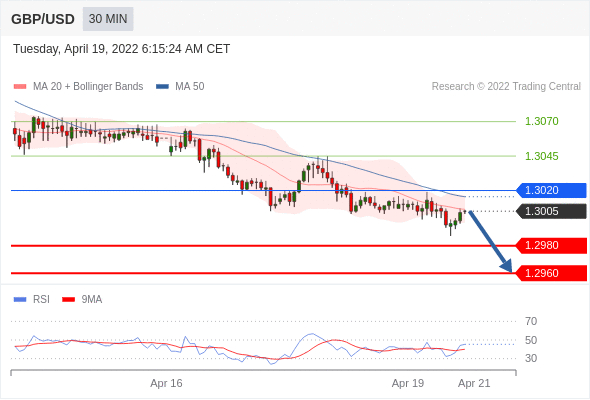 GBP/USD 30 MIN
Tuesday, April 19, 2022 6:15:24 AM CET
MA 20 + Bollinger Bands MA 50 Research © 2022 Trading Central
1.3070
1.3045
1.3020
1.3005
1.2980
1.2960
RSI 9MA
70
50
30
Apr 16 Apr 19 Apr 21